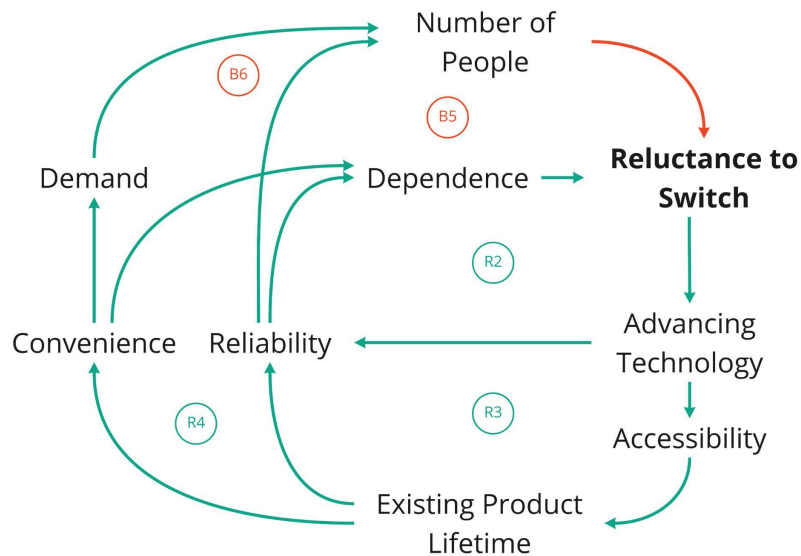 Number of
People
B6
B5
Demand
Dependence
Reluctance to
Switch
R2
Convenience
Reliability
Advancing
Technology
R4
R3
Accessibility
Existing Product
Lifetime